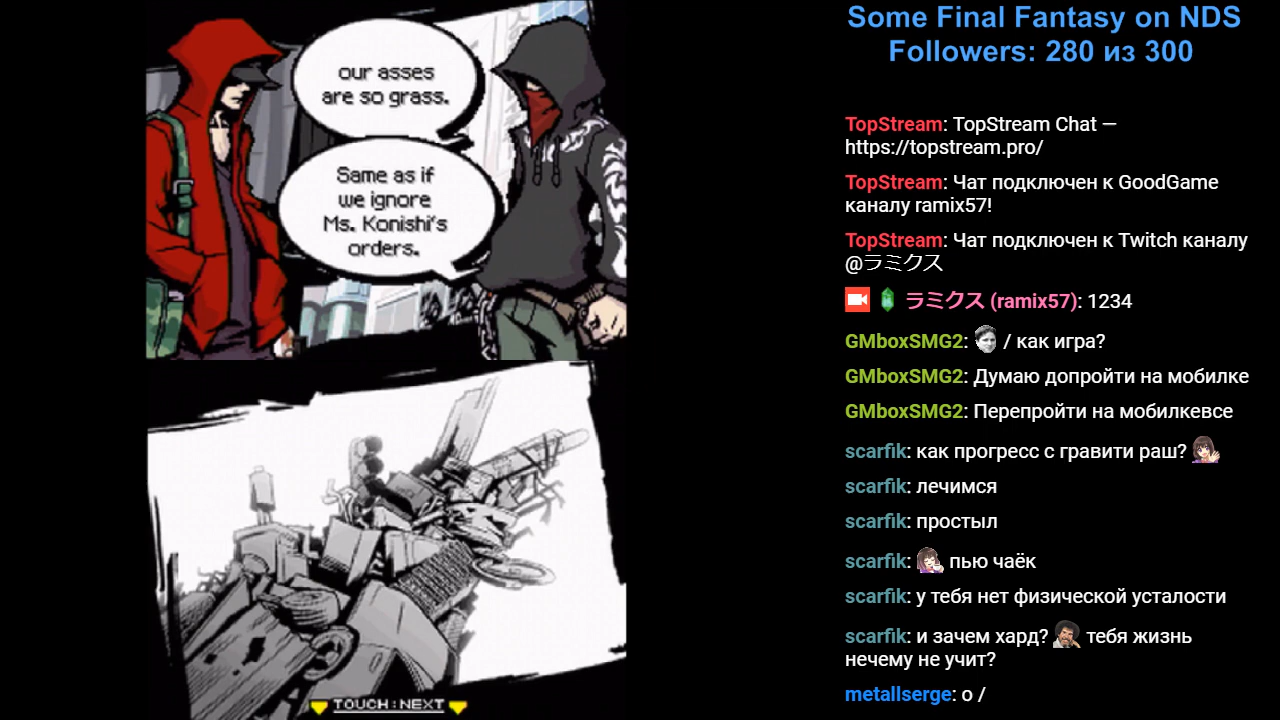 our asses
are so grass.
Same as if
we ignore
Ms. Konishi's
orders.
TOUCH:NEXT
Some Final Fantasy on NDS
Followers: 280 из 300
TopStream: TopStream Chat —
https://topstream.pro/
TopStream: Чат подключен к GoodGame
каналу ramix57!
TopStream: Чат подключен к Twitch каналу
@ラミクス
ラミクス (ramix57): 1234
GMboxSMG2: / как игра?
GMboxSMG2: Думаю допройти на мобилке
GMboxSMG2: Перепройти на мобилкевсе
scarfik: как прогресс с гравити раш?
scarfik: лечимся
scarfik: простыл
scarfik: пью чаёк
scarfik: у тебя нет физической усталости
scarfik: и зачем хард? тебя жизнь
нечему не учит?
metallserge: o /